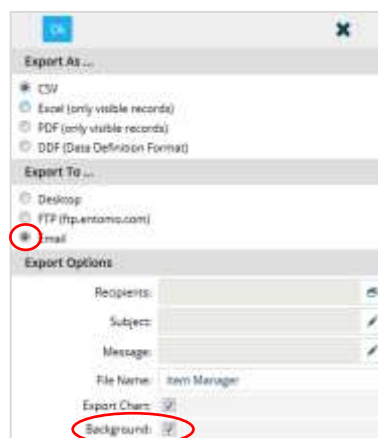 Ok
Export As ...
CSV
Excel (only visible records)
PDF (only visible records)
DDF (Data Definition Format)
Export To ...
Desktop
FTP (ftp.entomo.com)
Email
Export Options
Recipients:
Subject:
Message:
File Name: Item Manager
Export Chart:
Background: